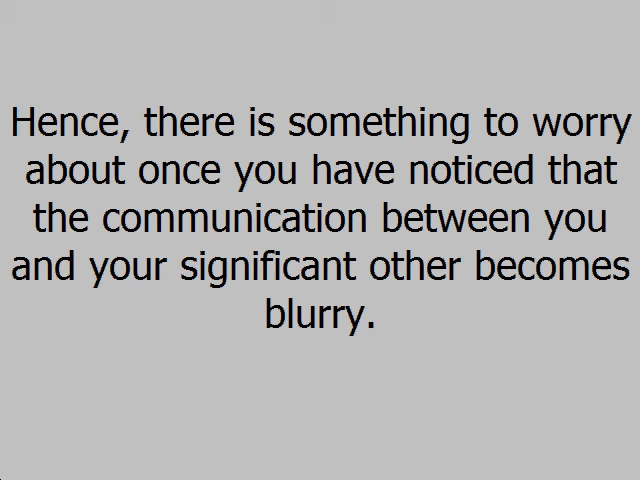 Hence, there is something to worry
about once you have noticed that
the communication between you
and your significant other becomes
blurry.